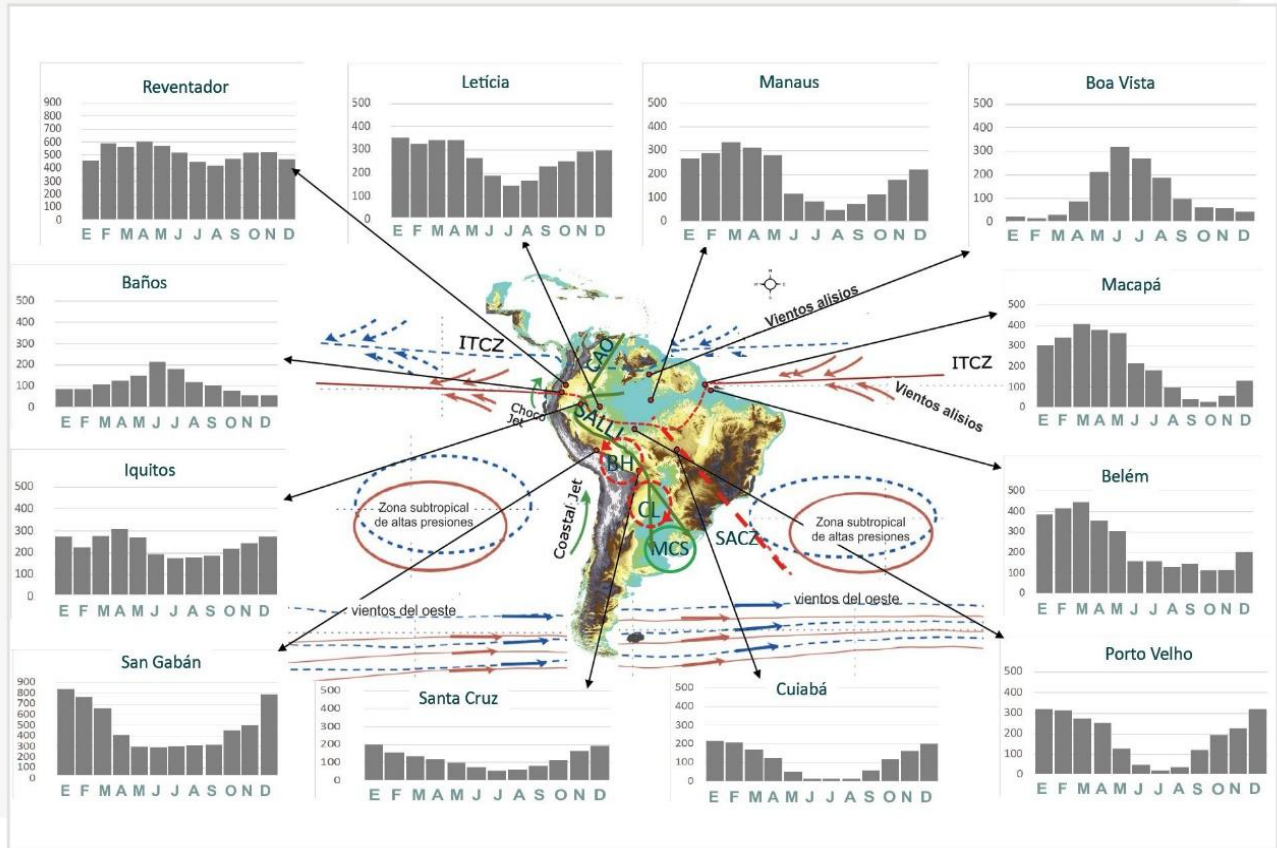 Reventador
900
800
700
600
500
400
300
200
100
0
E F M A M J J A S O N D
Letícia
500
400
300
200
100
0
E F M A M J J A S O N D
Manaus
500
400
300
200
100
0
E F M A M J J A S O N D
Boa Vista
500
400
300
200
100
0
E F M A M J J A S O N D
Baños
500
400
300
200
100
0
E F M A M J J A S O N D
Macapá
500
400
300
200
100
0
E F M A M J J A S O N D
Iquitos
500
400
300
200
100
0
E F M A M J J A S O N D
Belém
500
400
300
200
100
0
E F M A M J J A S O N D
San Gabán
900
800
700
600
500
400
300
200
100
0
E F M A M J J A S O N D
Santa Cruz
500
400
300
200
100
0
E F M A M J J A S O N D
Cuiabá
500
400
300
200
100
0
E F M A M J J A S O N D
Porto Velho
500
400
300
200
100
0
E F M A M J J A S O N D
ITCZ
CAO
Vientos alisios
ITCZ
Vientos alisios
Choco
Jet
SALLI
BH
CL
MCS
SACZ
Coastal Jet
Zona subtropical
de altas presiones
Zona subtropical
de altas presiones
vientos del oeste
vientos del oeste